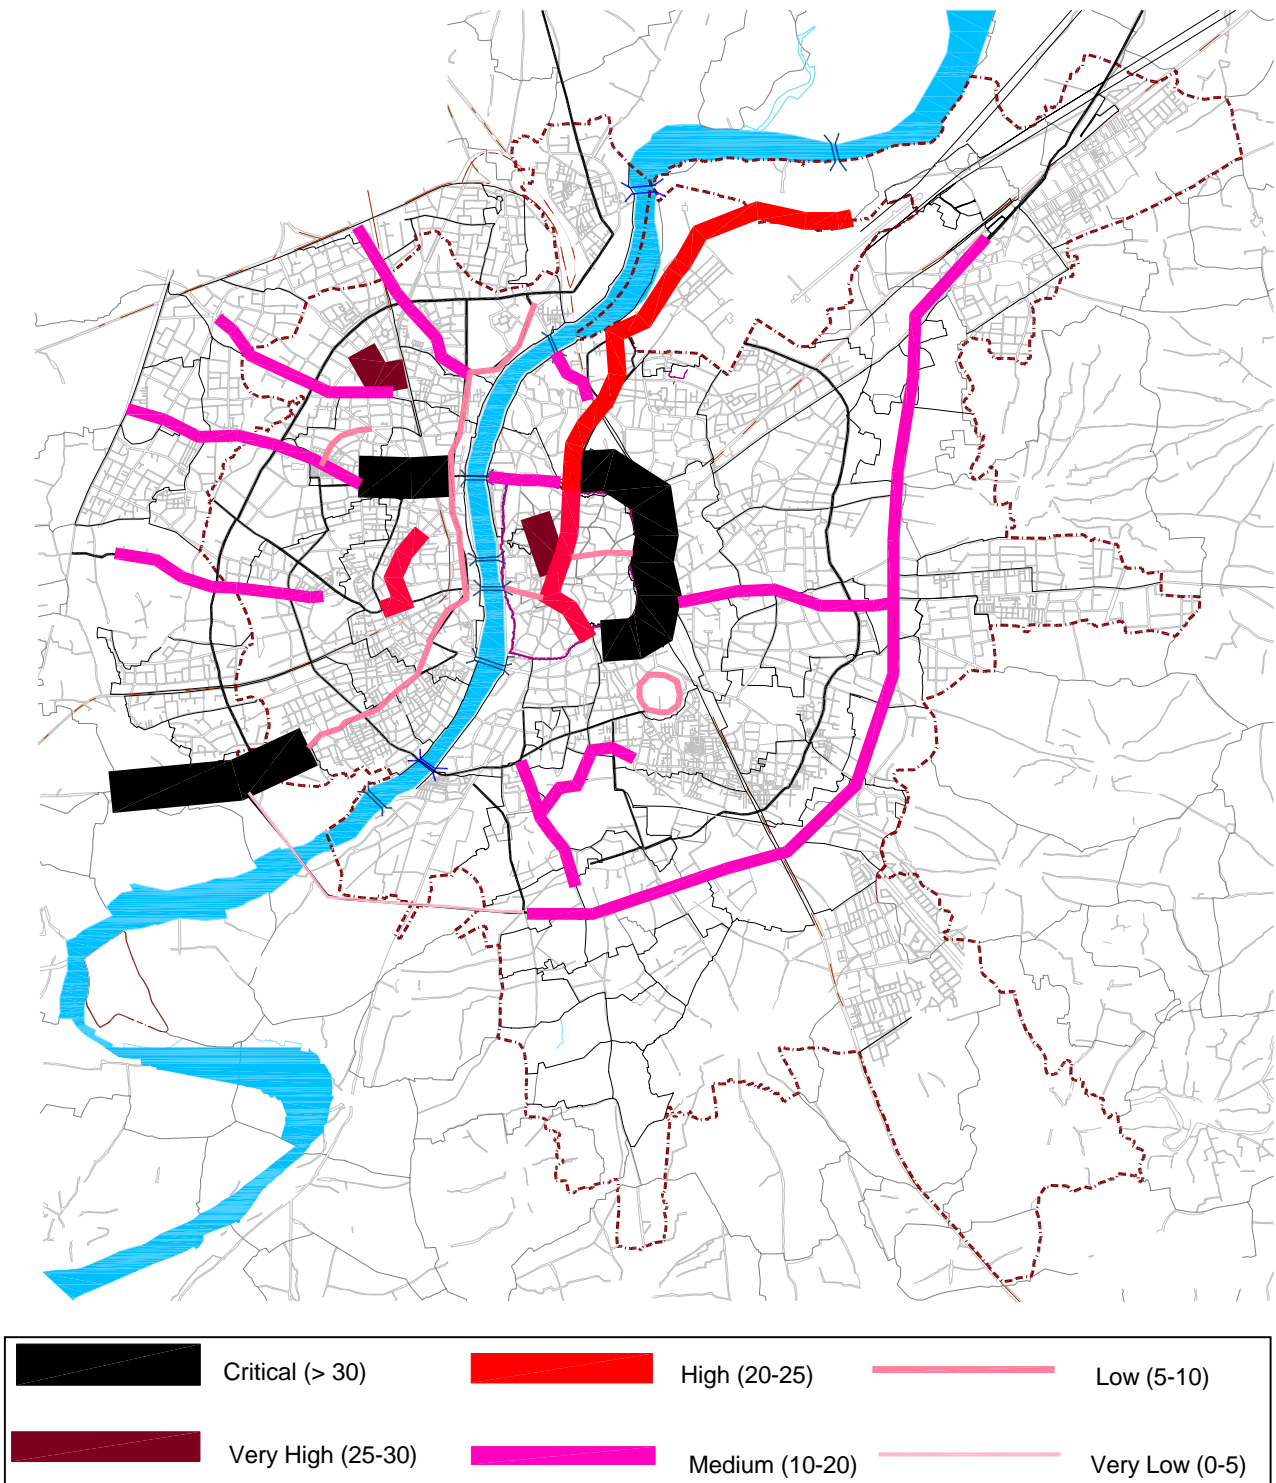 Critical (> 30)
High (20-25)
Low (5-10)
Very High (25-30)
Medium (10-20)
Very Low (0-5)